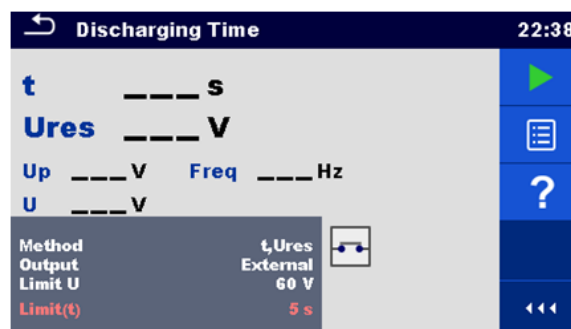 Discharging Time 22:38
t ___ s
Ures ___ V
Up ___ V Freq ___ Hz
U ___ V
?
Method t,Ures
Output External
Limit U 60 V
Limit(t) 5 s